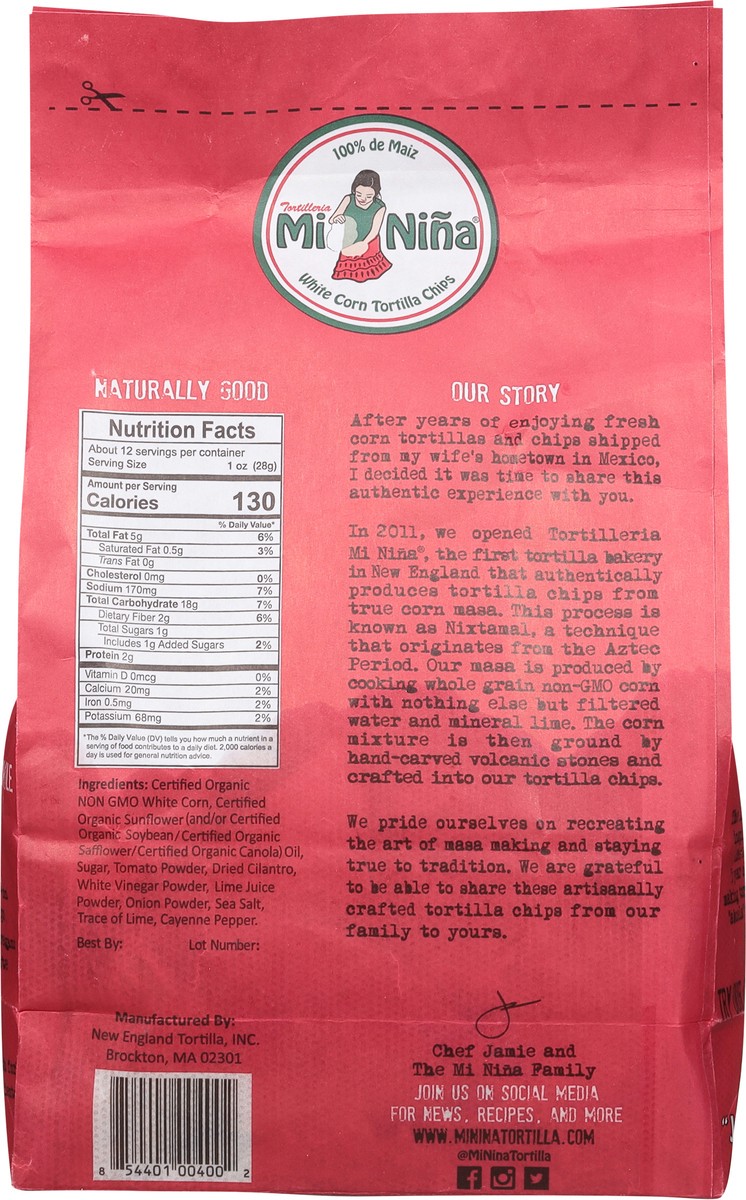 100% de Maiz
Tortilleria
Mi Niña®
White Corn Tortilla Chips
NATURALLY GOOD
Nutrition Facts
About 12 servings per container
Serving Size 1 oz (28g)
Amount per Serving
Calories 130
% Daily Value*
Total Fat 5g 6%
Saturated Fat 0.5g 3%
Trans Fat 0g
Cholesterol 0mg 0%
Sodium 170mg 7%
Total Carbohydrate 18g 7%
Dietary Fiber 2g 6%
Total Sugars 1g
Includes 1g Added Sugars 2%
Protein 2g
Vitamin D 0mcg 0%
Calcium 20mg 2%
Iron 0.5mg 2%
Potassium 68mg 2%
*The % Daily Value (DV) tells you how much a nutrient in a
serving of food contributes to a daily diet. 2,000 calories a
day is used for general nutrition advice.
Ingredients: Certified Organic
NON GMO White Corn, Certified
Organic Sunflower (and/or Certified
Organic Soybean/Certified Organic
Safflower/Certified Organic Canola) Oil,
Sugar, Tomato Powder, Dried Cilantro,
White Vinegar Powder, Lime Juice
Powder, Onion Powder, Sea Salt,
Trace of Lime, Cayenne Pepper.
Best By: Lot Number:
Manufactured By:
New England Tortilla, INC.
Brockton, MA 02301
8 54401 00400 2
OUR STORY
After years of enjoying fresh
corn tortillas and chips shipped
from my wife's hometown in Mexico,
I decided it was time to share this
authentic experience with you.
In 2011, we opened Tortilleria
Mi Niña®, the first tortilla bakery
in New England that authentically
produces tortilla chips from
true corn masa. This process is
known as Nixtamal, a technique
that originates from the Aztec
Period. Our masa is produced by
cooking whole grain non-GMO corn
with nothing else but filtered
water and mineral lime. The corn
mixture is then ground by
hand-carved volcanic stones and
crafted into our tortilla chips.
We pride ourselves on recreating
the art of masa making and staying
true to tradition. We are grateful
to be able to share these artisanally
crafted tortilla chips from our
family to yours.
Chef Jamie and
The Mi Niña Family
JOIN US ON SOCIAL MEDIA
FOR NEWS, RECIPES, AND MORE
WWW.MININATORTILLA.COM
@MiNinaTortilla